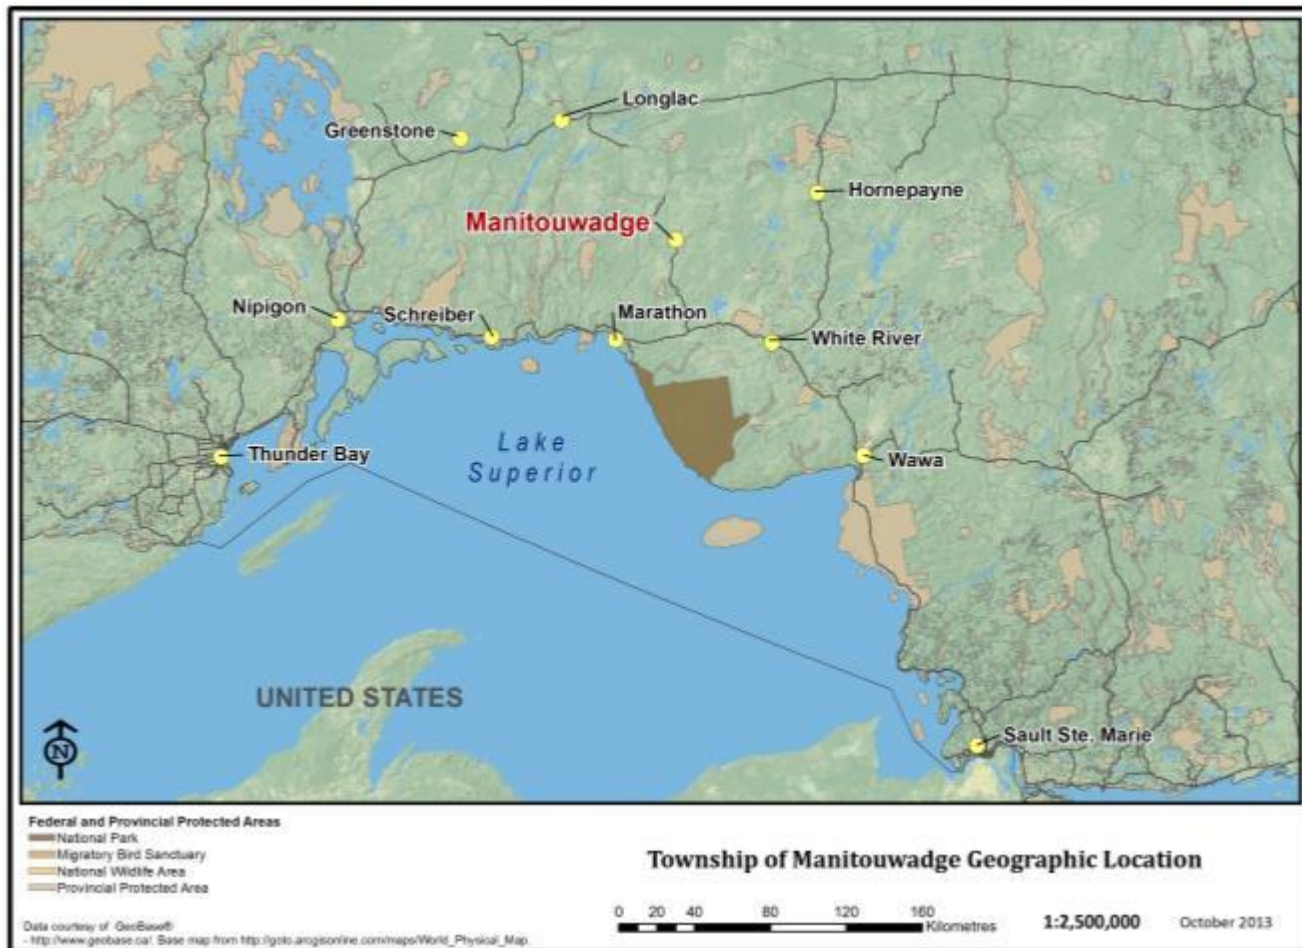 Longlac
Greenstone
Hornepayne
Manitouwadge
Nipigon
Schreiber
Marathon
White River
Lake
Superior
Thunder Bay
Wawa
UNITED STATES
Sault Ste. Marie
N
Federal and Provincial Protected Areas
National Park
Migratory Bird Sanctuary
National Wildlife Area
Provincial Protected Area
Township of Manitouwadge Geographic Location
0 20 40 80 120 160
Kilometres
1:2,500,000
October 2013
Data courtesy of GeoBase®
- http://www.geobase.ca/. Base map from http://goto.arcgisonline.com/maps/World_Physical_Map.